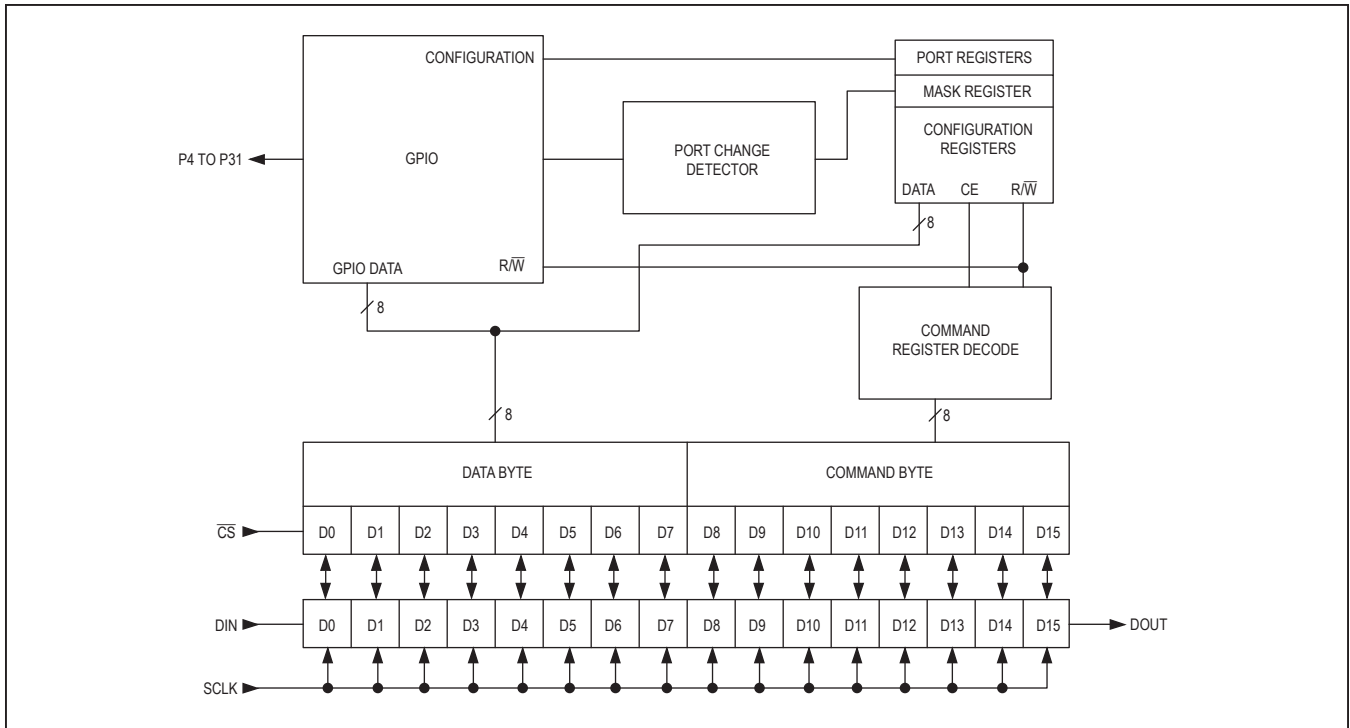 CONFIGURATION
PORT REGISTERS
MASK REGISTER
CONFIGURATION
REGISTERS
P4 TO P31
GPIO
PORT CHANGE
DETECTOR
DATA CE R/W̅
8
GPIO DATA R/W̅
8
COMMAND
REGISTER DECODE
8
8
DATA BYTE COMMAND BYTE
C̅S̅ D0 D1 D2 D3 D4 D5 D6 D7 D8 D9 D10 D11 D12 D13 D14 D15
DIN D0 D1 D2 D3 D4 D5 D6 D7 D8 D9 D10 D11 D12 D13 D14 D15 DOUT
SCLK